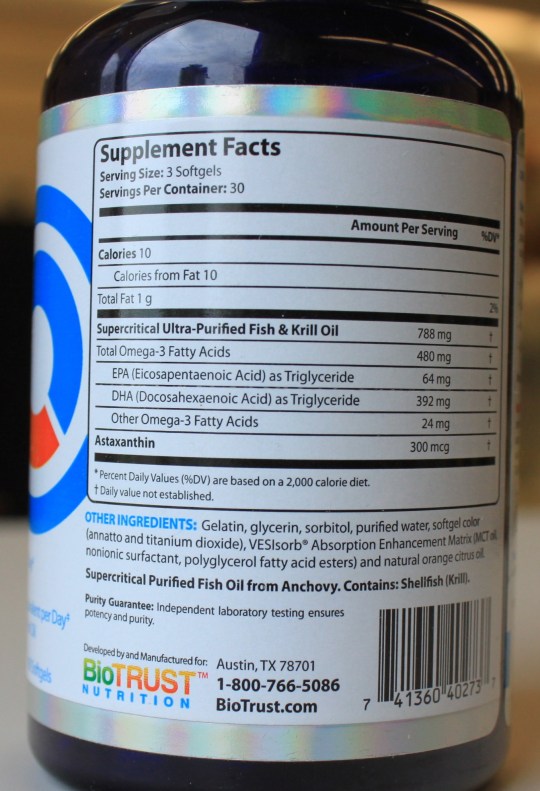 Supplement Facts
Serving Size: 3 Softgels
Servings Per Container: 30
Amount Per Serving %DV*
Calories 10
Calories from Fat 10
Total Fat 1 g 2%
Supercritical Ultra-Purified Fish & Krill Oil 788 mg †
Total Omega-3 Fatty Acids 480 mg †
EPA (Eicosapentaenoic Acid) as Triglyceride 64 mg †
DHA (Docosahexaenoic Acid) as Triglyceride 392 mg †
Other Omega-3 Fatty Acids 24 mg †
Astaxanthin 300 mcg †
* Percent Daily Values (%DV) are based on a 2,000 calorie diet.
† Daily value not established.
OTHER INGREDIENTS: Gelatin, glycerin, sorbitol, purified water, softgel color
(annatto and titanium dioxide), VESIsorb® Absorption Enhancement Matrix (MCT oil,
nonionic surfactant, polyglycerol fatty acid esters) and natural orange citrus oil.
Supercritical Purified Fish Oil from Anchovy. Contains: Shellfish (Krill).
Purity Guarantee: Independent laboratory testing ensures
potency and purity.
per Day
Developed by and Manufactured for:
BioTRUST™
NUTRITION
Austin, TX 78701
1-800-766-5086
BioTrust.com
7 41360 40273 7